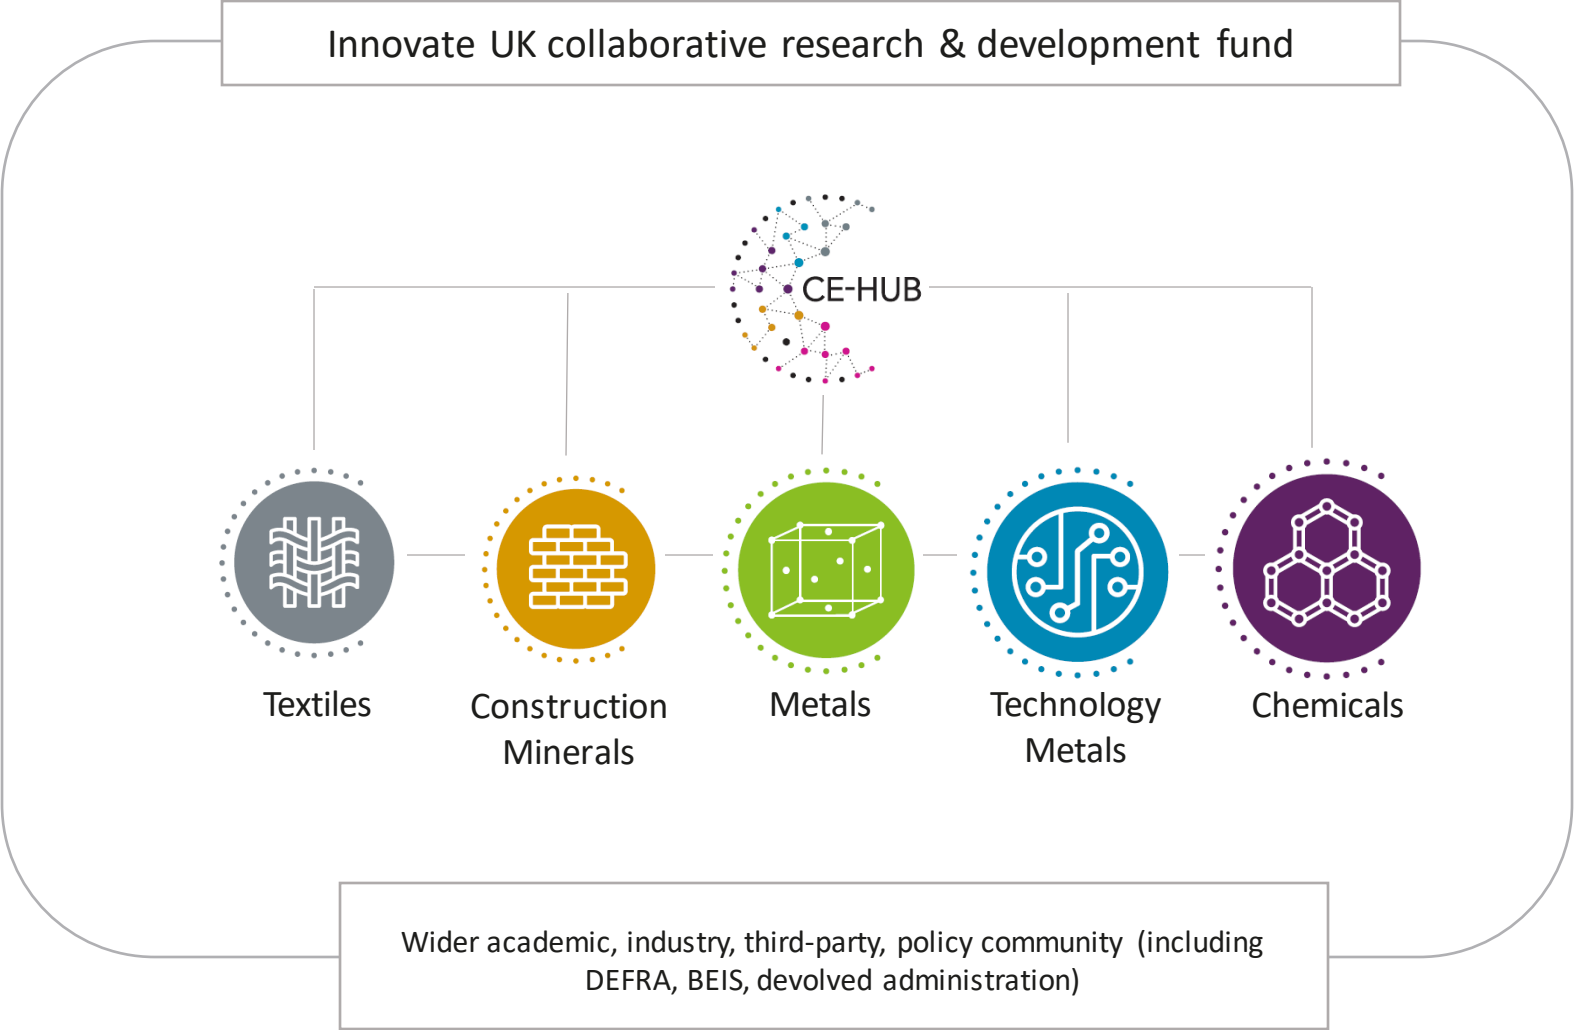 Innovate UK collaborative research & development fund
CE-HUB
Textiles
Construction
Minerals
Metals
Technology
Metals
Chemicals
Wider academic, industry, third-party, policy community (including
DEFRA, BEIS, devolved administration)